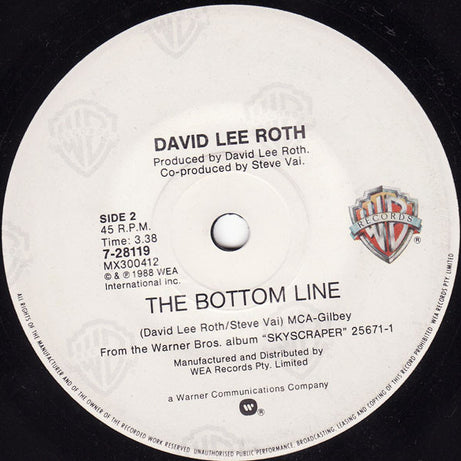 DAVID LEE ROTH
Produced by David Lee Roth.
Co-produced by Steve Vai.
SIDE 2
45 R.P.M.
Time: 3.38
7-28119
MX300412
© & ℗ 1988 WEA
International Inc.
WB
RECORDS
®
THE BOTTOM LINE
(David Lee Roth/Steve Vai) MCA-Gilbey
From the Warner Bros. album "SKYSCRAPER" 25671-1
Manufactured and Distributed by
WEA Records Pty. Limited
a Warner Communications Company
®
ALL RIGHTS OF THE MANUFACTURER AND OF THE OWNER OF THE RECORDED WORK RESERVED. UNAUTHORISED PUBLIC PERFORMANCE, BROADCASTING, LEASING AND COPYING OF THIS RECORD PROHIBITED. WEA RECORDS PTY. LIMITED